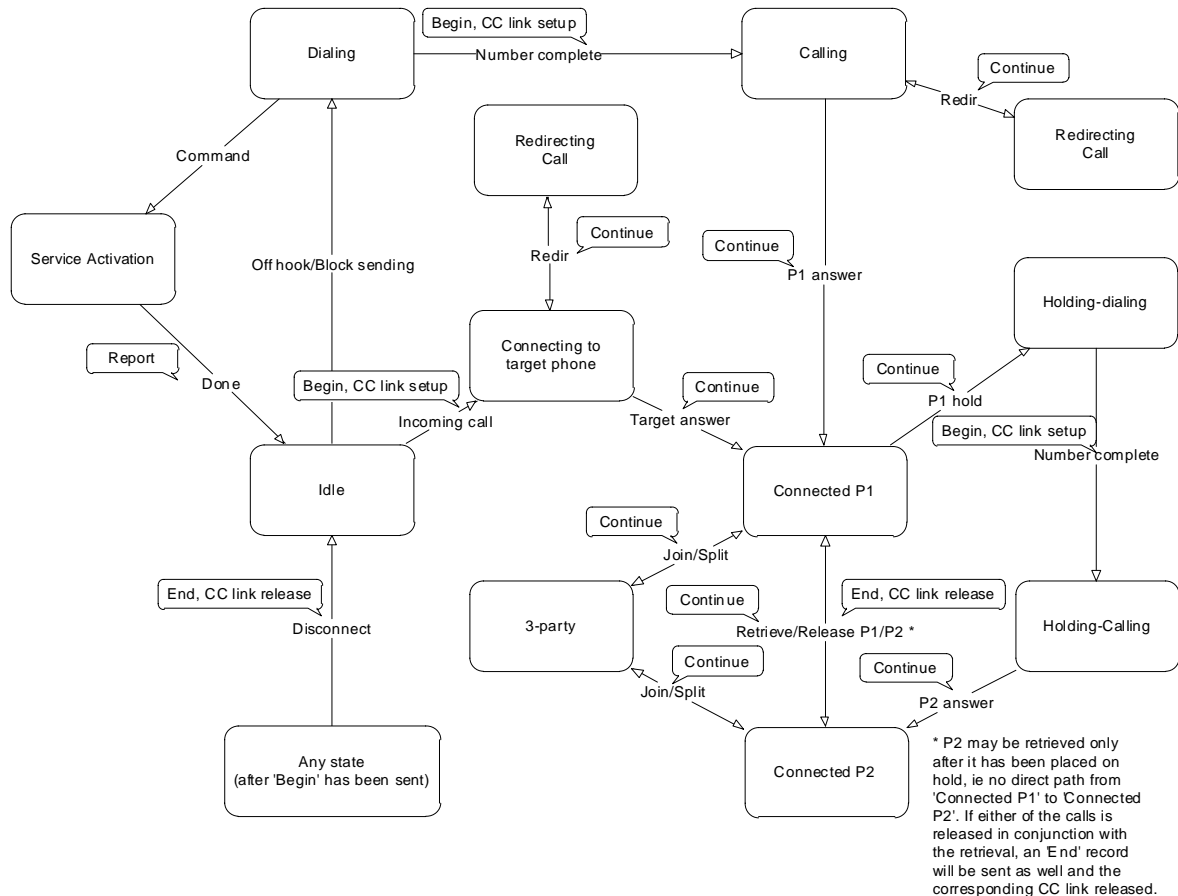 Begin, CC link setup
Dialing
Number complete
Calling
Continue
Redir
Redirecting
Call
Redirecting
Call
Command
Service Activation
Off hook/Block sending
Continue
Redir
Continue
P1 answer
Holding-dialing
Report
Done
Begin, CC link setup
Incoming call
Connecting to
target phone
Continue
Target answer
Continue
P1 hold
Begin, CC link setup
Number complete
Idle
Connected P1
Continue
Join/Split
End, CC link release
Disconnect
3-party
Continue
End, CC link release
Retrieve/Release P1/P2 *
Holding-Calling
Continue
Join/Split
Continue
P2 answer
Any state
(after 'Begin' has been sent)
Connected P2
* P2 may be retrieved only
after it has been placed on
hold, ie no direct path from
'Connected P1' to 'Connected
P2'. If either of the calls is
released in conjunction with
the retrieval, an 'End' record
will be sent as well and the
corresponding CC link released.